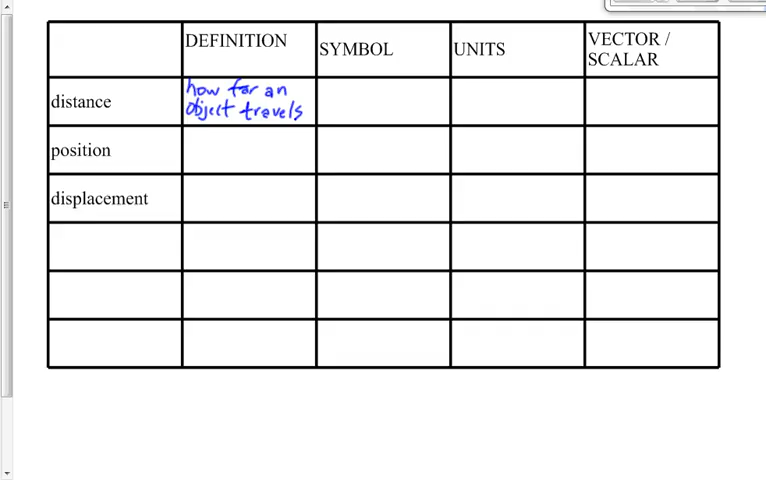 DEFINITION
SYMBOL
UNITS
VECTOR /
SCALAR
distance
how far an
object travels
position
displacement